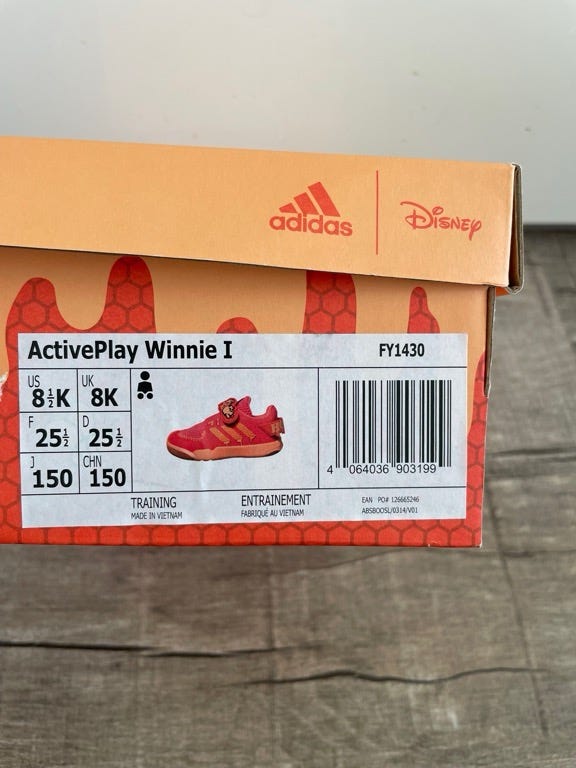 adidas
Disney
ActivePlay Winnie I
FY1430
US 8½K
UK 8K
F 25½
D 25½
J 150
CHN 150
4 064036 903199
TRAINING
MADE IN VIETNAM
ENTRAINEMENT
FABRIQUÉ AU VIETNAM
EAN PO# 126665246
ABSBOOSL/0314/V01